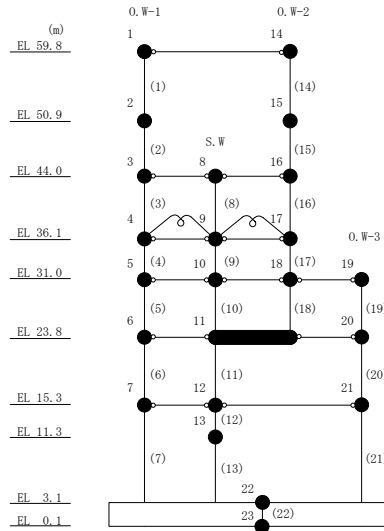 O.W-1 O.W-2
(m)
EL 59.8 1 14
(1) (14)
EL 50.9 2 15
(2) S.W (15)
EL 44.0 3 8 16
(3) (8) (16)
EL 36.1 4 9 17 O.W-3
(4) (9) (17)
EL 31.0 5 10 18 19
(5) (10) (18) (19)
EL 23.8 6 11 20
(6) (11) (20)
EL 15.3 7 12 21
(12)
EL 11.3 13
(7) (13) (21)
EL 3.1 22
(22)
EL 0.1 23